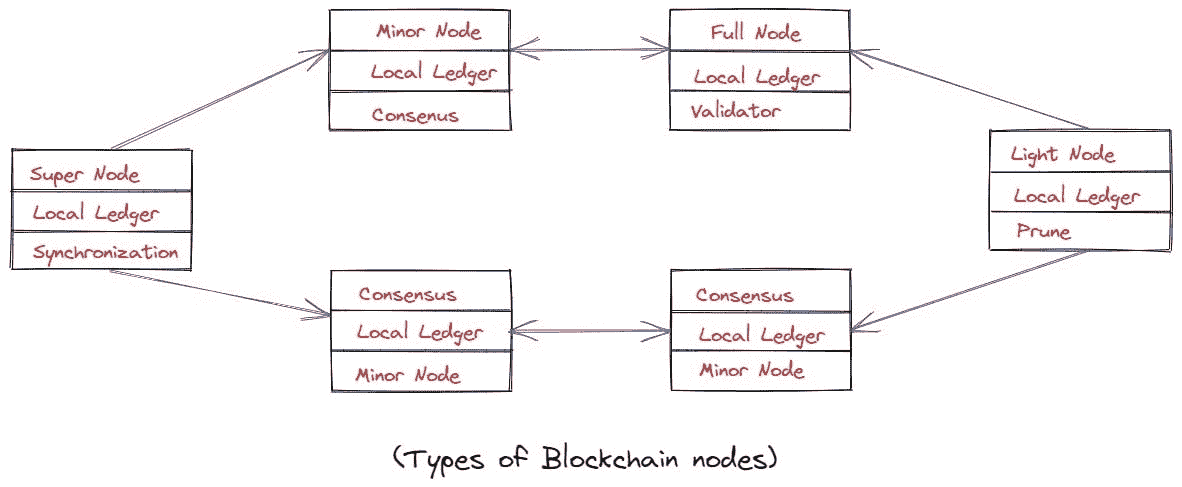 Minor Node
Local Ledger
Consenus
Full Node
Local Ledger
Validator
Super Node
Local Ledger
Synchronization
Light Node
Local Ledger
Prune
Consensus
Local Ledger
Minor Node
Consensus
Local Ledger
Minor Node
(Types of Blockchain nodes)